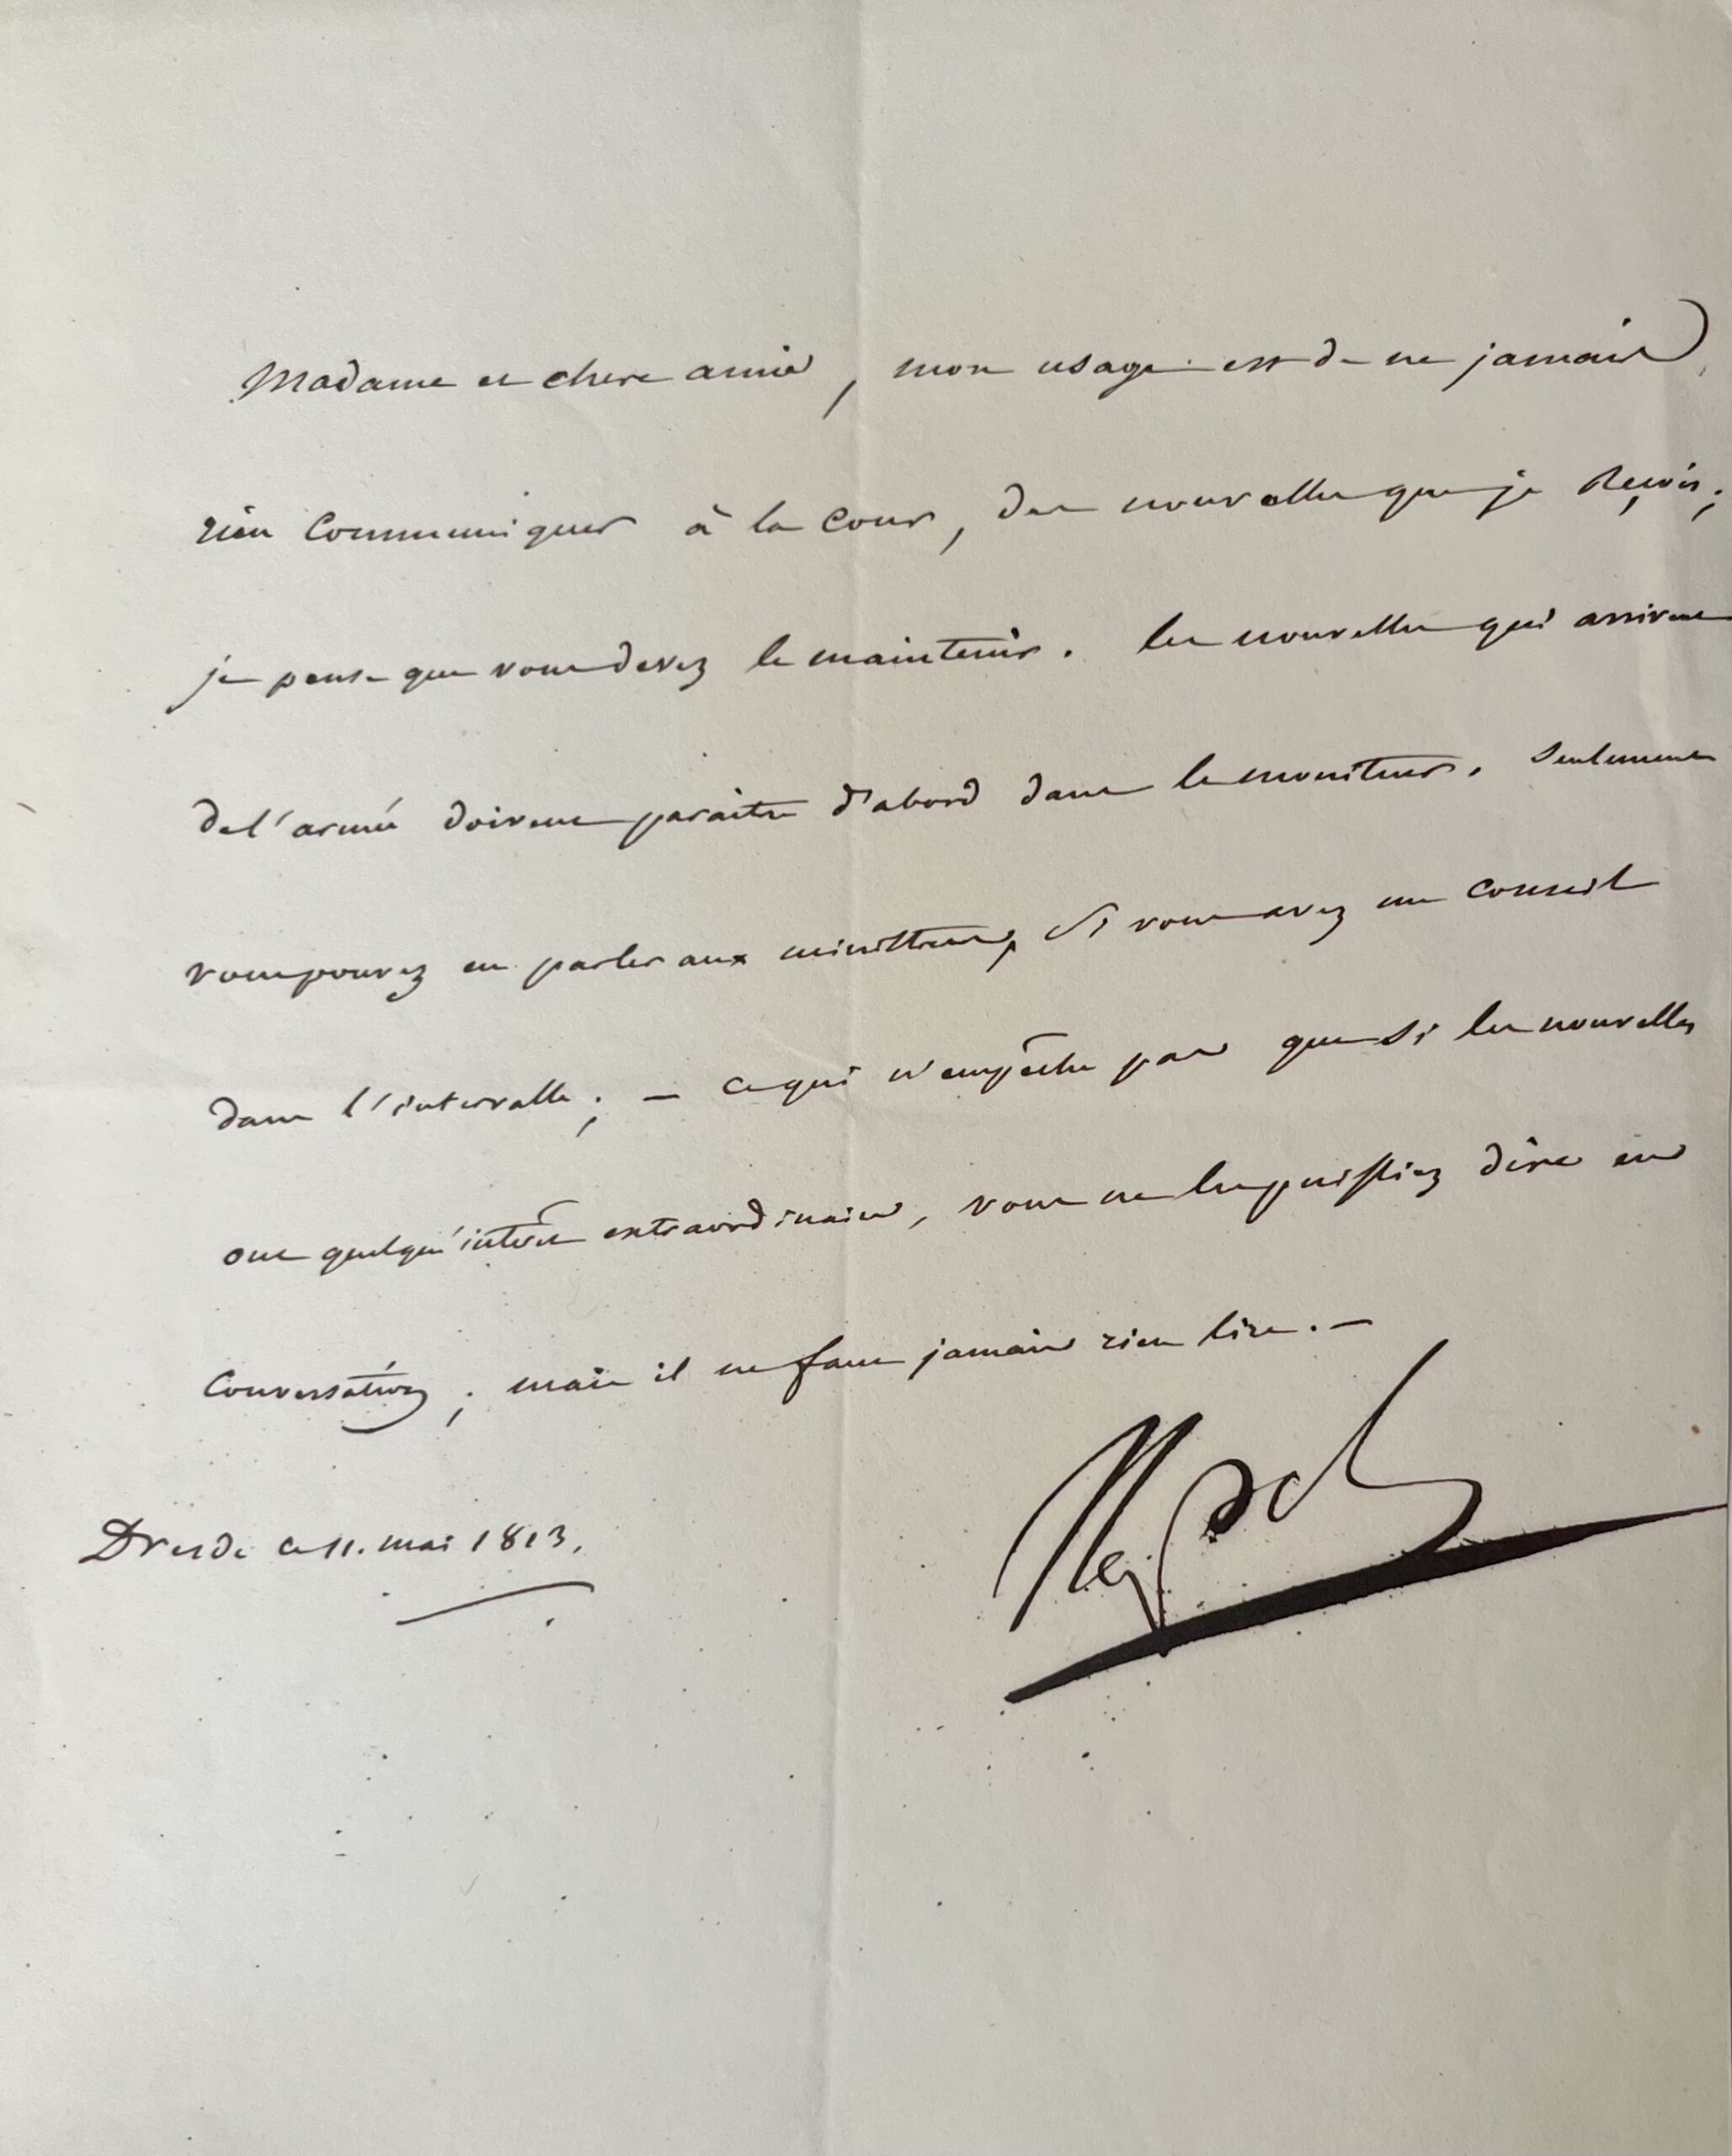 Madame et chere amie, mon usage est de ne jamais
rien Communiquer à la Cour, des nouvelles que je Reçois;
je pense que vous devez le maintenir. les nouvelles qui arrivent
de l'armée doivent paraître d'abord dans le moniteur. Seulement
vous pouvez en parler aux ministres, Si vous avez un Conseil
dans l'intervalle; — ce qui n'empêche pas que si les nouvelles
ont quelqu'intérêt extraordinaire, vous ne les puissiez dire en
Conversation; mais il ne faut jamais rien lire. —
Dresde ce 11. mai 1813.